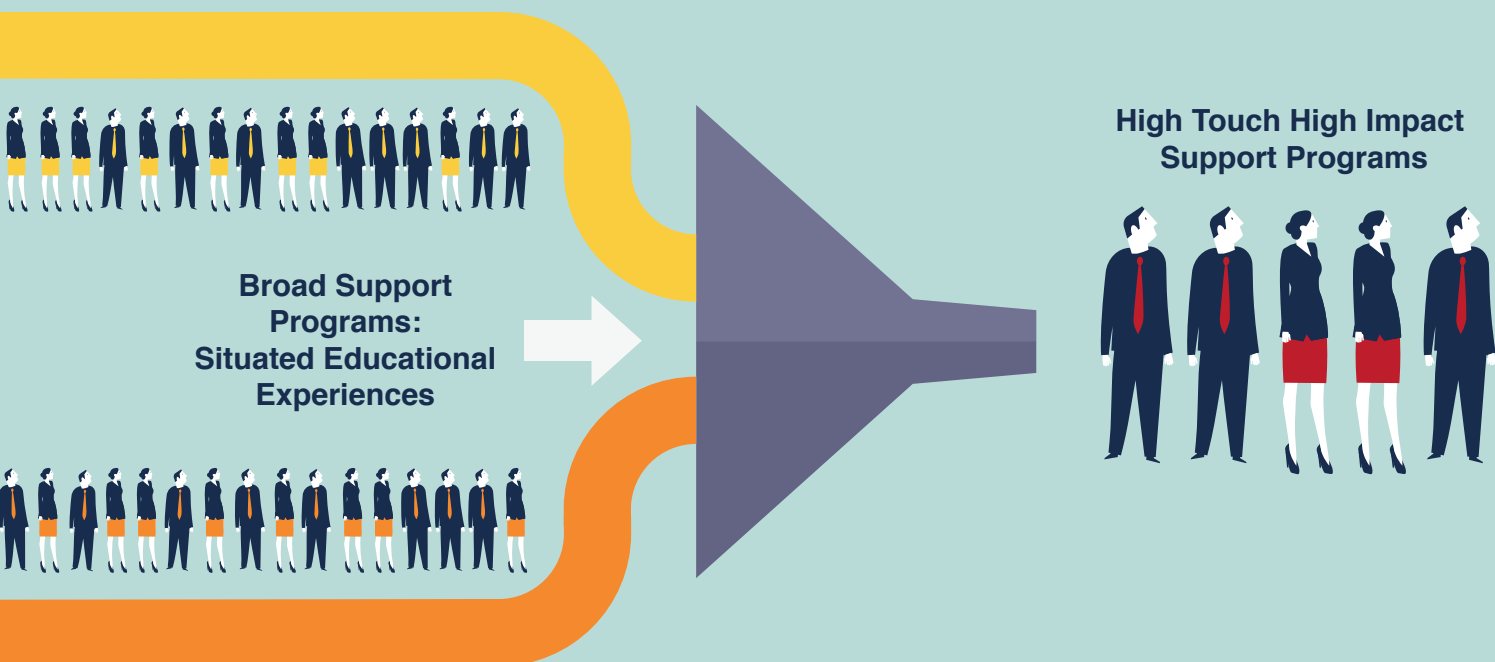 High Touch High Impact
Support Programs
Broad Support
Programs:
Situated Educational
Experiences